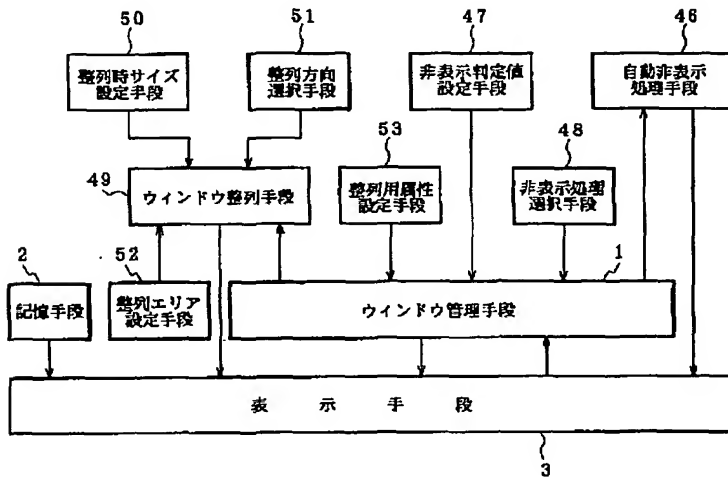 50
51
47
46
整列時サイズ
設定手段
整列方向
選択手段
非表示判定値
設定手段
自動非表示
処理手段
53
48
49
ウィンドウ整列手段
整列用属性
設定手段
非表示処理
選択手段
2
52
1
記憶手段
整列エリア
設定手段
ウィンドウ管理手段
表示手段
3